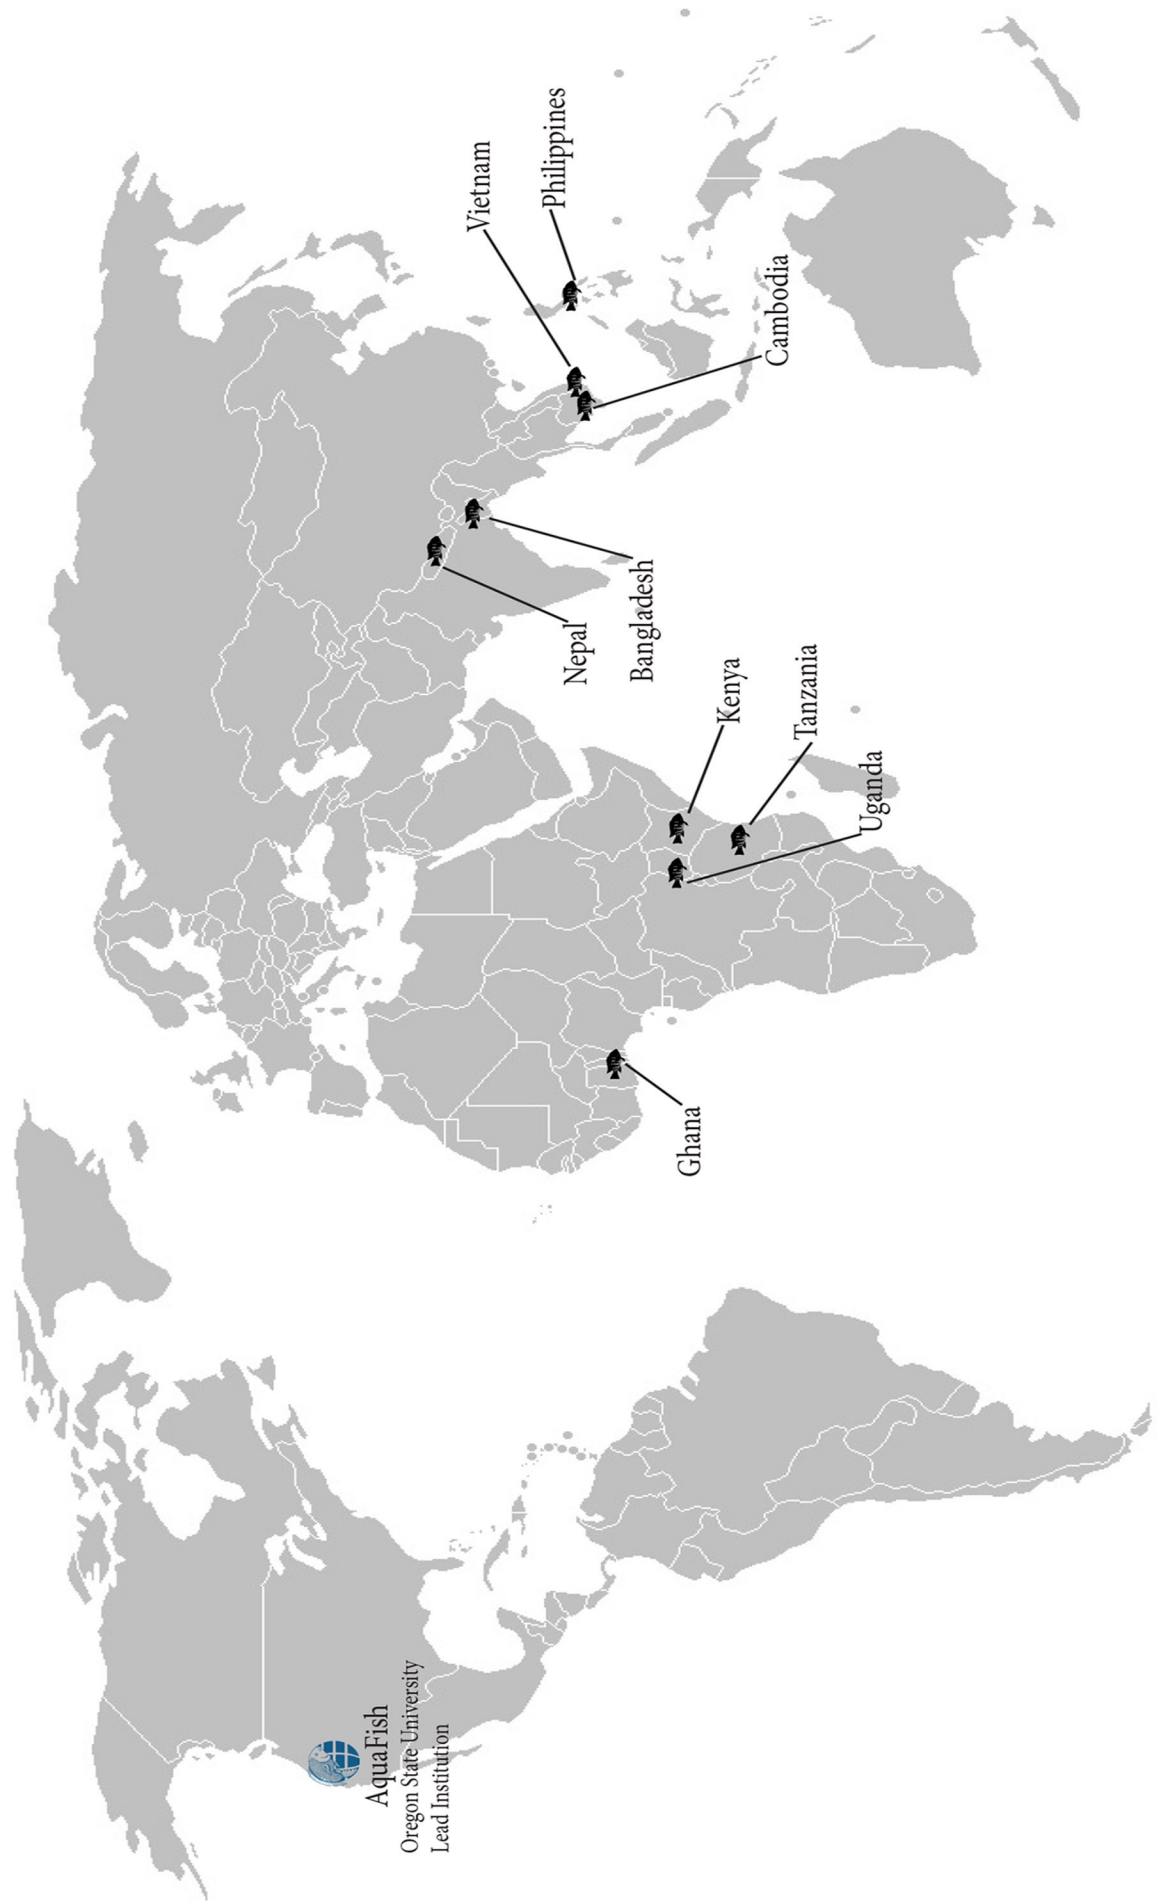 AquaFish
Oregon State University
Lead Institution
Ghana
Uganda
Tanzania
Kenya
Nepal
Bangladesh
Cambodia
Vietnam
Philippines